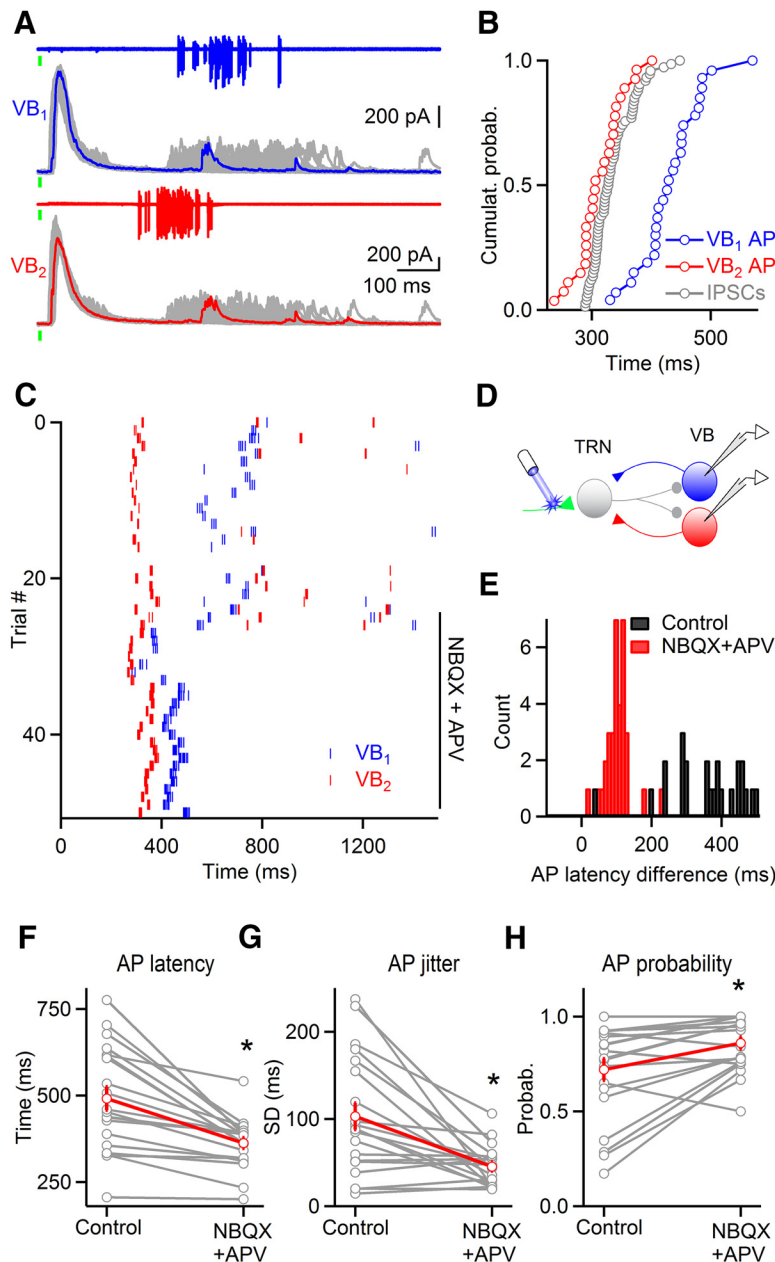 A
VB1
200 pA
VB2
200 pA
100 ms
B
Cumulat. probab.
1.0
0.5
0.0
VB1 AP
VB2 AP
IPSCs
300
500
Time (ms)
C
Trial #
0
20
40
NBQX + APV
VB1
VB2
0
400
800
1200
Time (ms)
D
TRN
VB
E
Control
NBQX+APV
Count
6
4
2
0
0
200
400
AP latency difference (ms)
F
AP latency
Time (ms)
750
500
250
*
Control
NBQX
+APV
G
AP jitter
SD (ms)
200
100
0
*
Control
NBQX
+APV
H
AP probability
Probab.
1.0
0.5
0.0
*
Control
NBQX
+APV